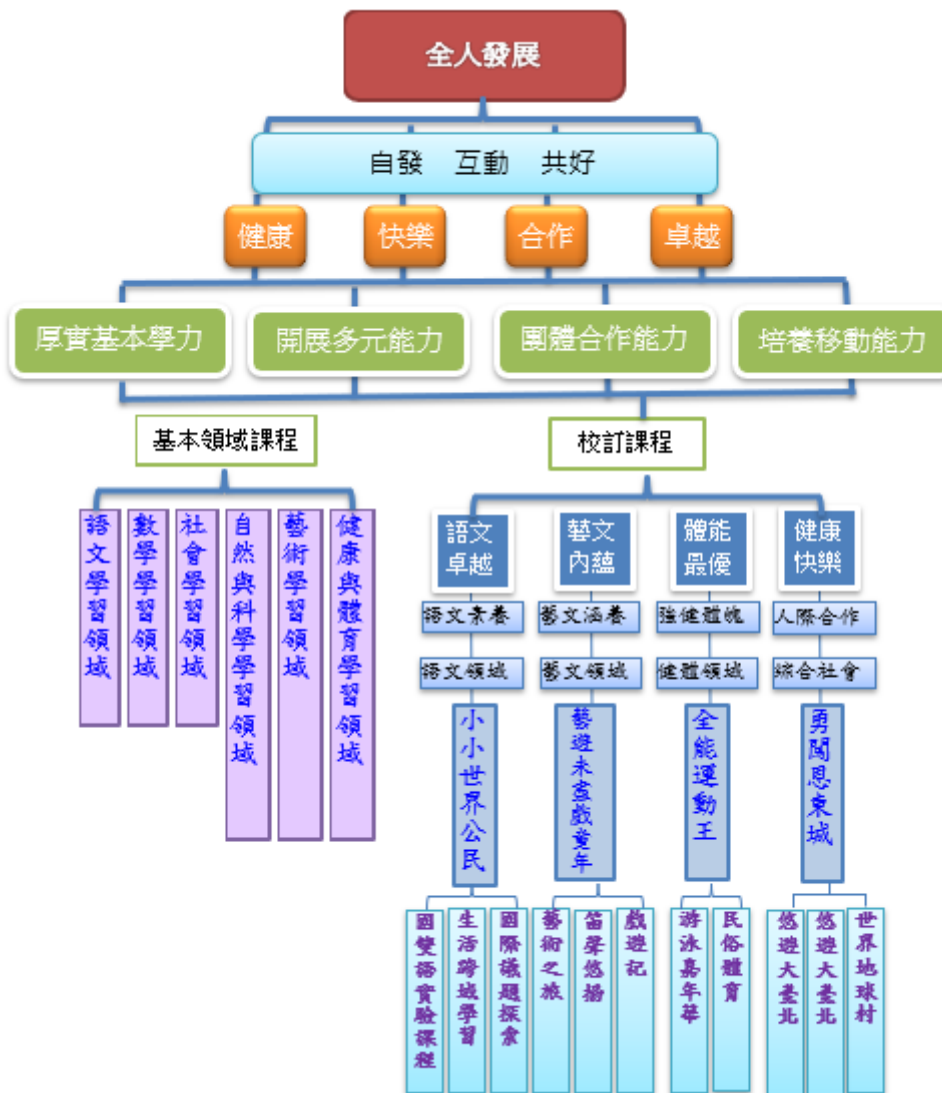 全人發展
自發 互動 共好
健康 快樂 合作 卓越
厚實基本學力 開展多元能力 團體合作能力 培養移動能力
基本領域課程 校訂課程
語文學習領域
數學學習領域
社會學習領域
自然與科學學習領域
藝術學習領域
健康與體育學習領域
語文
卓越
藝文
內蘊
體能
最優
健康
快樂
語文素養 藝文涵養 強健體魄 人際合作
語文領域 藝文領域 健體領域 綜合社會
小小世界公民
藝遊未盡戲童年
全能運動王
勇闖恩東城
國雙語實驗課程
生活跨域學習
國際議題探索
藝術之旅
笛聲悠揚
戲遊記
游泳嘉年華
民俗體育
悠遊大臺北
悠遊大臺北
世界地球村